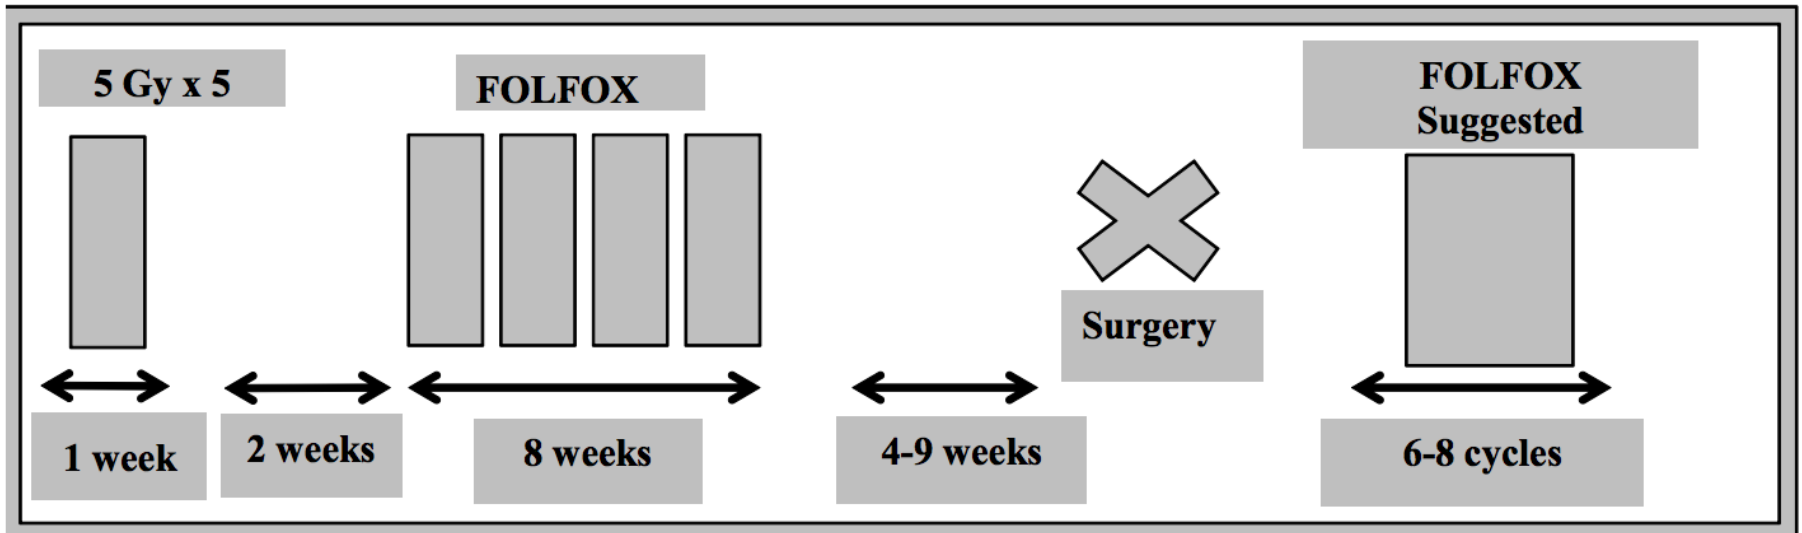 5 Gy x 5
FOLFOX
FOLFOX
Suggested
Surgery
1 week
2 weeks
8 weeks
4-9 weeks
6-8 cycles